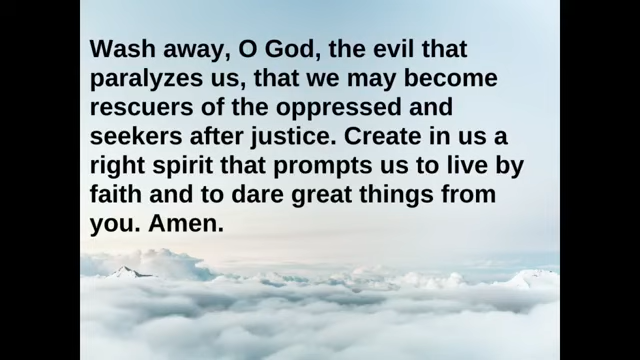 Wash away, O God, the evil that
paralyzes us, that we may become
rescuers of the oppressed and
seekers after justice. Create in us a
right spirit that prompts us to live by
faith and to dare great things from
you. Amen.